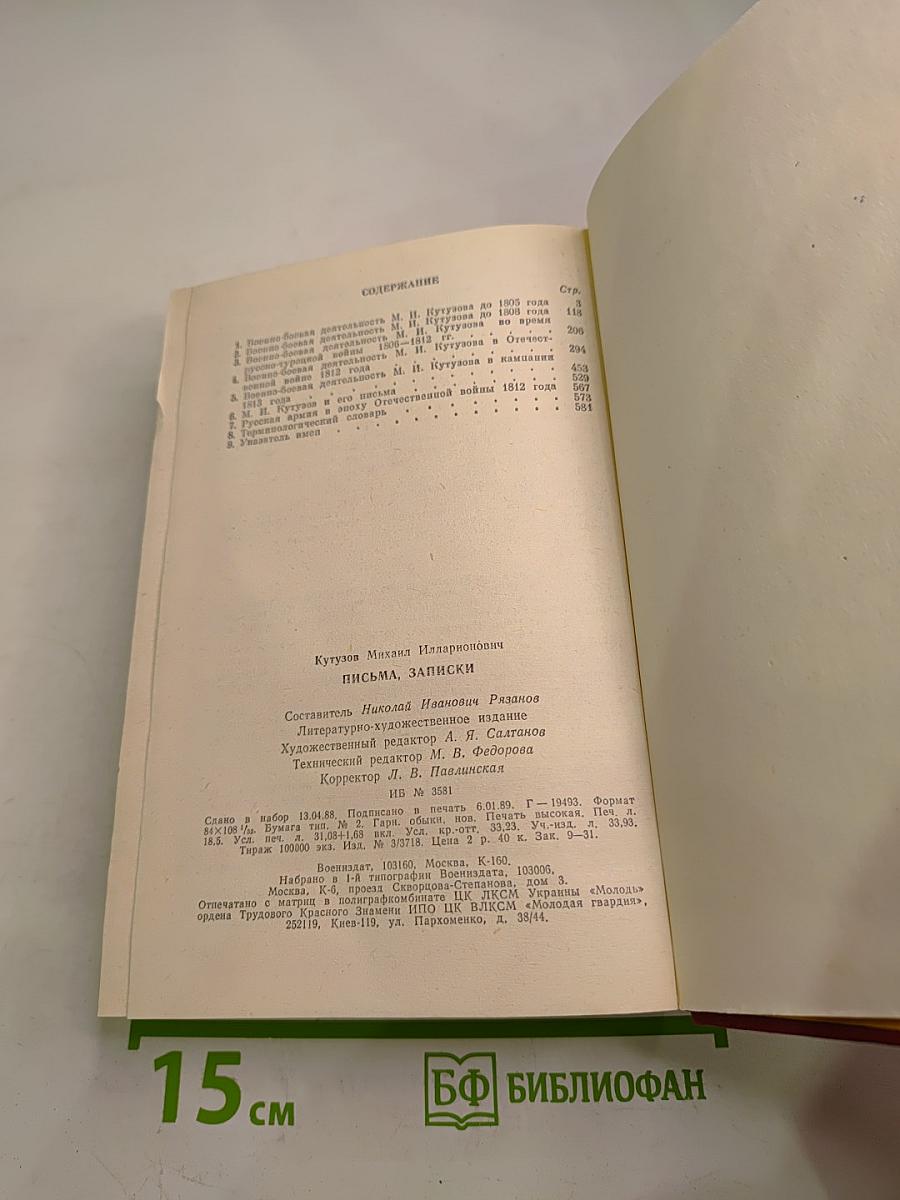 СОДЕРЖАНИЕ
Стр.
1. Военно-боевая деятельность М. И. Кутузова до 1805 года 3
2. Военно-боевая деятельность М. И. Кутузова до 1808 года 118
3. Военно-боевая деятельность М. И. Кутузова во время
русско-турецкой войны 1806—1812 гг. . . . . . 206
4. Военно-боевая деятельность М. И. Кутузова в Отечест-
венной войне 1812 года . . . . . . . . 294
5. Военно-боевая деятельность М. И. Кутузова в кампании
1813 года . . . . . . . . . . 453
6. М. И. Кутузов и его письма . . . . . . . 529
7. Русская армия в эпоху Отечественной войны 1812 года 567
8. Терминологический словарь . . . . . . . 573
9. Указатель имен . . . . . . . . . 581
Кутузов Михаил Илларионович
ПИСЬМА, ЗАПИСКИ
Составитель Николай Иванович Рязанов
Литературно-художественное издание
Художественный редактор А. Я. Салтанов
Технический редактор М. В. Федорова
Корректор Л. В. Павлинская
ИБ № 3581
Сдано в набор 13.04.88. Подписано в печать 6.01.89. Г — 19493. Формат
84×108 1/32. Бумага тип. № 2. Гарн. обыкн. нов. Печать высокая. Печ. л.
18,5. Усл. печ. л. 31,08+1,68 вкл. Усл. кр.-отт. 33,23. Уч.-изд. л. 33,93.
Тираж 100000 экз. Изд. № 3/3718. Цена 2 р. 40 к. Зак. 9—31.
Воениздат, 103160, Москва, К-160.
Набрано в 1-й типографии Воениздата, 103006,
Москва, К-6, проезд Скворцова-Степанова, дом 3.
Отпечатано с матриц в полиграфкомбинате ЦК ЛКСМ Украины «Молодь»
ордена Трудового Красного Знамени ИПО ЦК ВЛКСМ «Молодая гвардия»,
252119, Киев-119, ул. Пархоменко, д. 38/44.
15 см
БФ БИБЛИОФАН